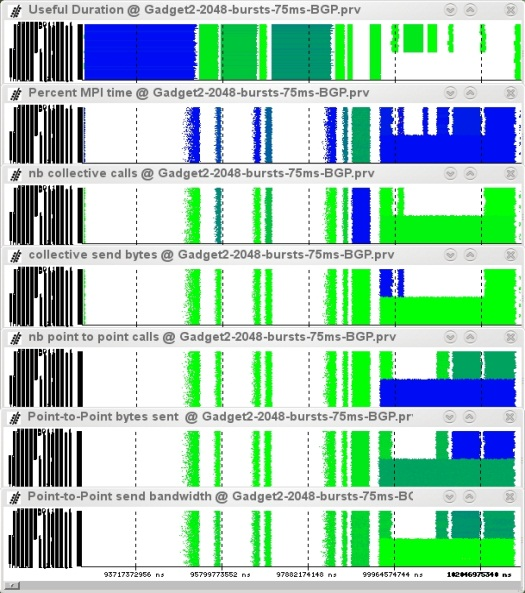 Useful Duration @ Gadget2-2048-bursts-75ms-BGP.prv
Percent MPI time @ Gadget2-2048-bursts-75ms-BGP.prv
nb collective calls @ Gadget2-2048-bursts-75ms-BGP.prv
collective send bytes @ Gadget2-2048-bursts-75ms-BGP.prv
nb point to point calls @ Gadget2-2048-bursts-75ms-BGP.prv
Point-to-Point bytes sent @ Gadget2-2048-bursts-75ms-BGP.pr
Point-to-Point send bandwidth @ Gadget2-2048-bursts-75ms-BG
93717372956 ns 95799773552 ns 97882174148 ns 99964574744 ns 102046975340 ns